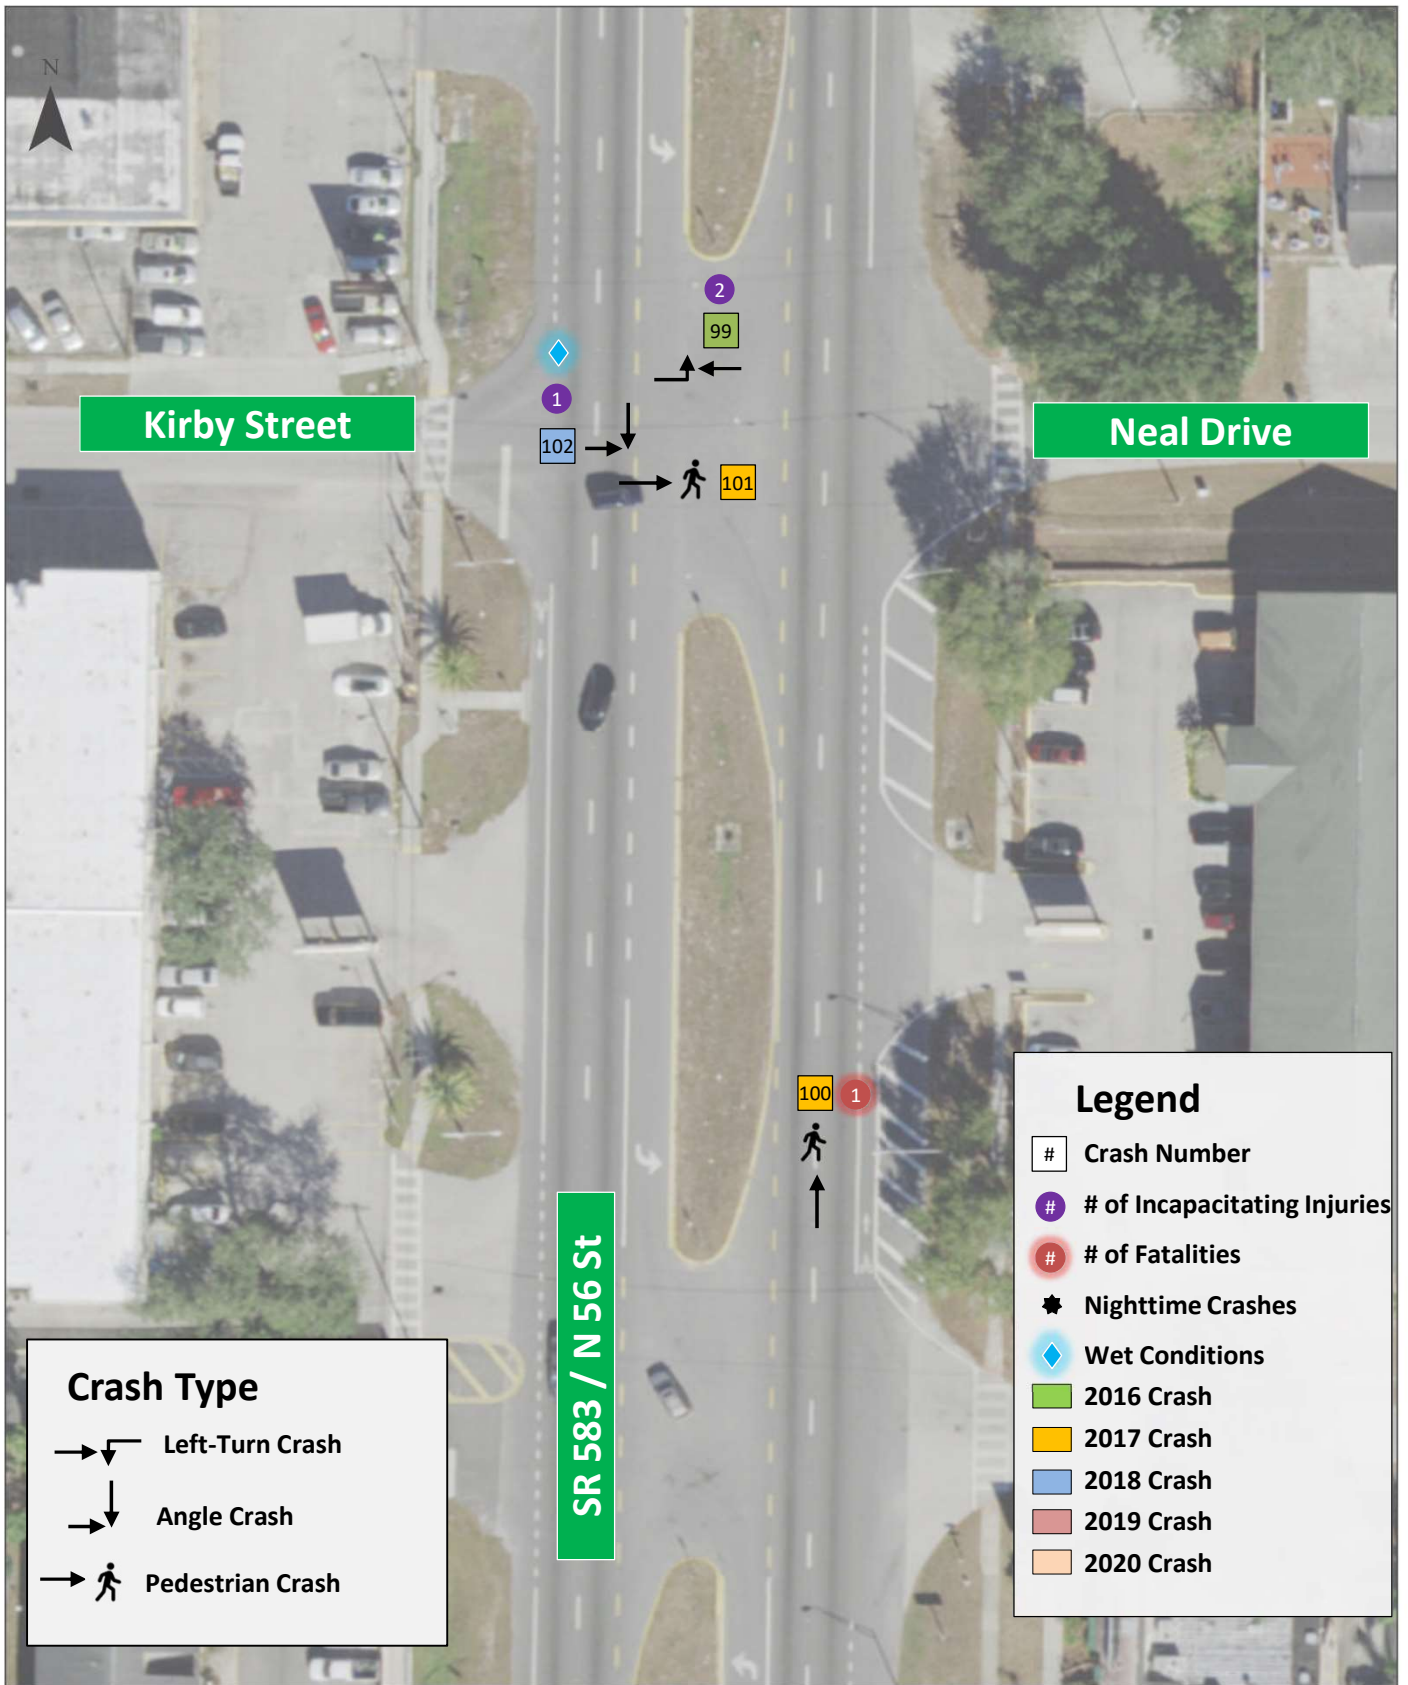 N
2
99
1
Kirby Street
Neal Drive
102
101
100
1
SR 583 / N 56 St
Legend
# Crash Number
# # of Incapacitating Injuries
# # of Fatalities
Nighttime Crashes
Wet Conditions
2016 Crash
2017 Crash
2018 Crash
2019 Crash
2020 Crash
Crash Type
Left-Turn Crash
Angle Crash
Pedestrian Crash